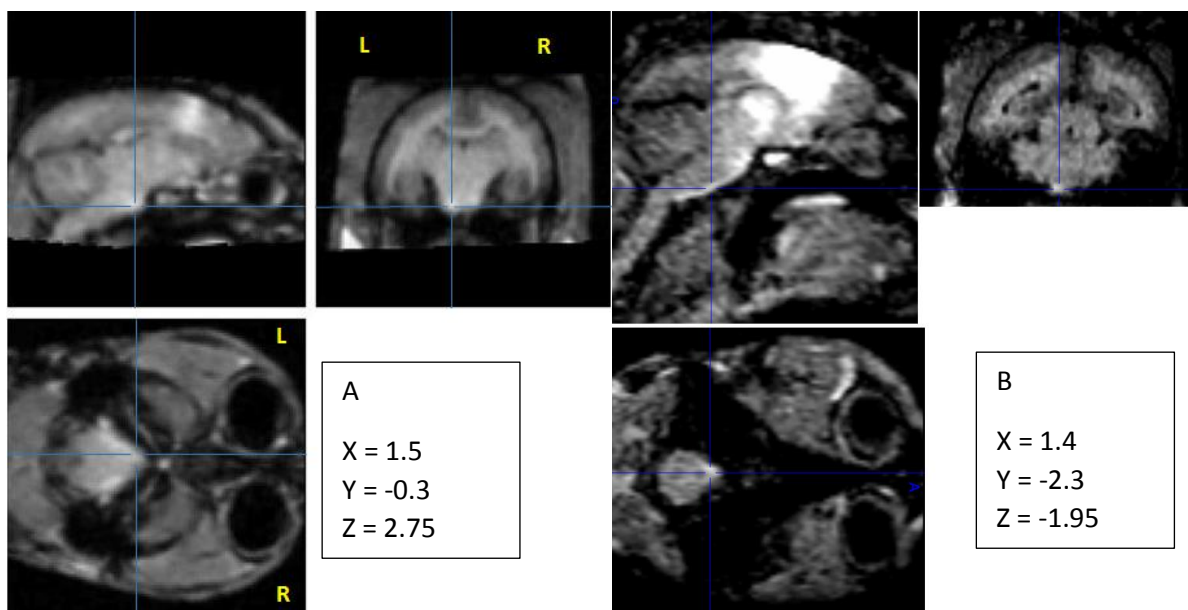 L
R
L
R
A
X = 1.5
Y = -0.3
Z = 2.75
B
X = 1.4
Y = -2.3
Z = -1.95